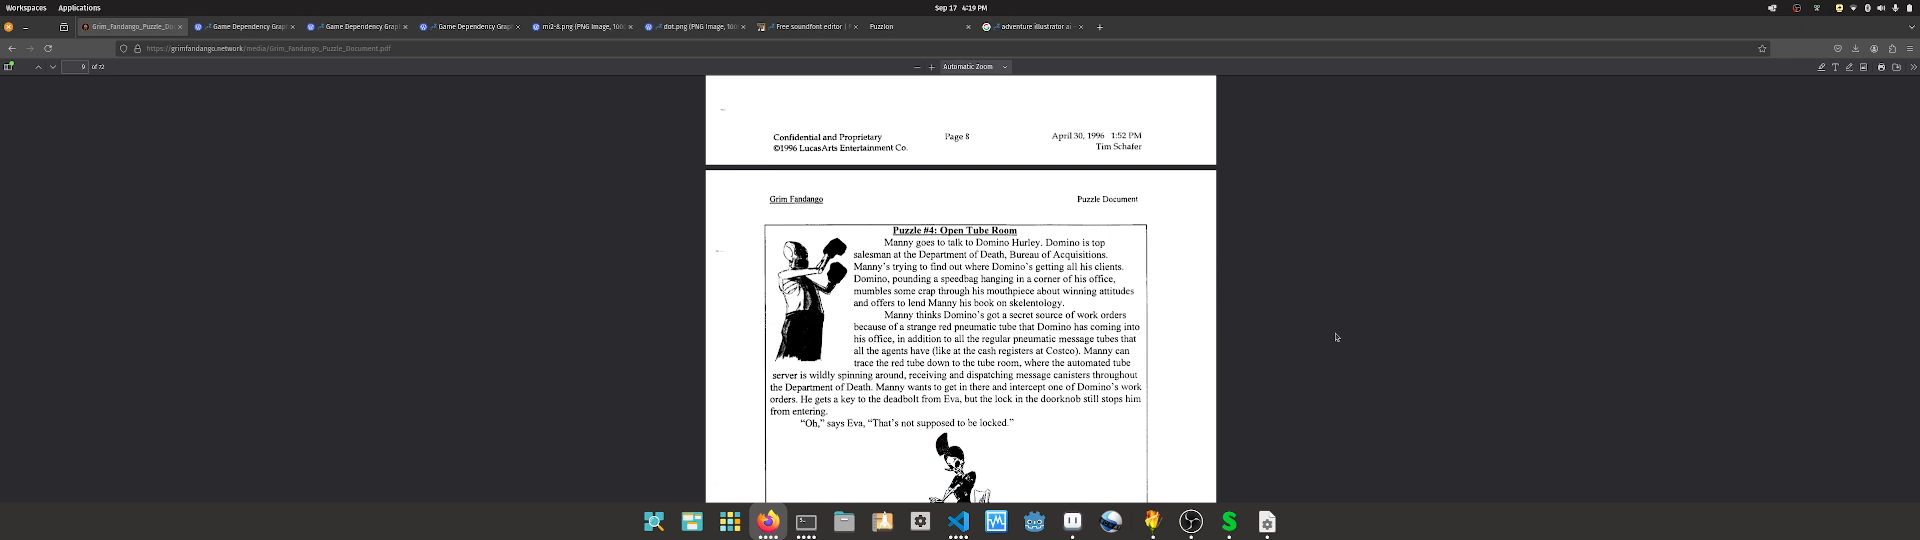 Workspaces Applications Sep 17 4:19 PM
Grim_Fandango_Puzzle_Do Game Dependency Grap Game Dependency Grap Game Dependency Grap mi2-8.png (PNG Image, 100 dot.png (PNG Image, 100 Free soundfont editor | Puzzlon adventure illustrator ai -
https://grimfandango.network/media/Grim_Fandango_Puzzle_Document.pdf
9 of 72 Automatic Zoom
Confidential and Proprietary Page 8 April 30, 1996 1:52 PM
©1996 LucasArts Entertainment Co. Tim Schafer
Grim Fandango Puzzle Document
Puzzle #4: Open Tube Room
Manny goes to talk to Domino Hurley. Domino is top
salesman at the Department of Death, Bureau of Acquisitions.
Manny's trying to find out where Domino's getting all his clients.
Domino, pounding a speedbag hanging in a corner of his office,
mumbles some crap through his mouthpiece about winning attitudes
and offers to lend Manny his book on skelentology.
Manny thinks Domino's got a secret source of work orders
because of a strange red pneumatic tube that Domino has coming into
his office, in addition to all the regular pneumatic message tubes that
all the agents have (like at the cash registers at Costco). Manny can
trace the red tube down to the tube room, where the automated tube
server is wildly spinning around, receiving and dispatching message canisters throughout
the Department of Death. Manny wants to get in there and intercept one of Domino's work
orders. He gets a key to the deadbolt from Eva, but the lock in the doorknob still stops him
from entering.
"Oh," says Eva, "That's not supposed to be locked."